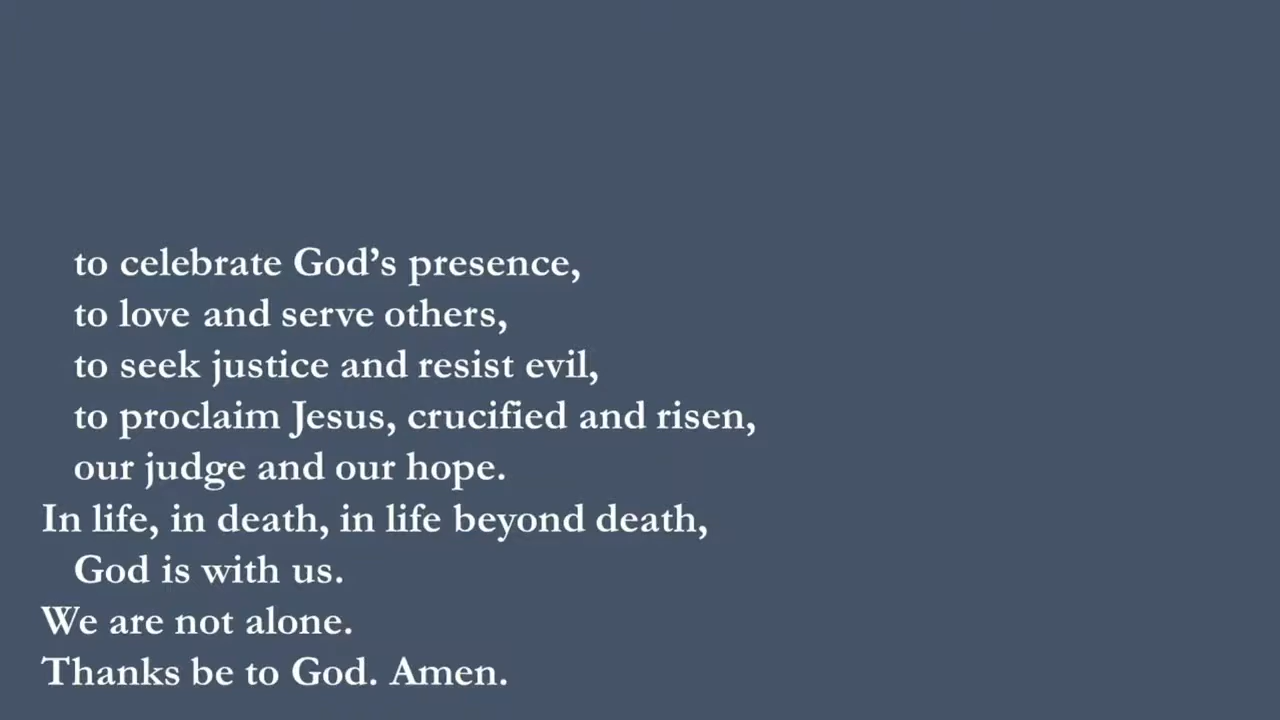 to celebrate God’s presence,
to love and serve others,
to seek justice and resist evil,
to proclaim Jesus, crucified and risen,
our judge and our hope.
In life, in death, in life beyond death,
God is with us.
We are not alone.
Thanks be to God. Amen.